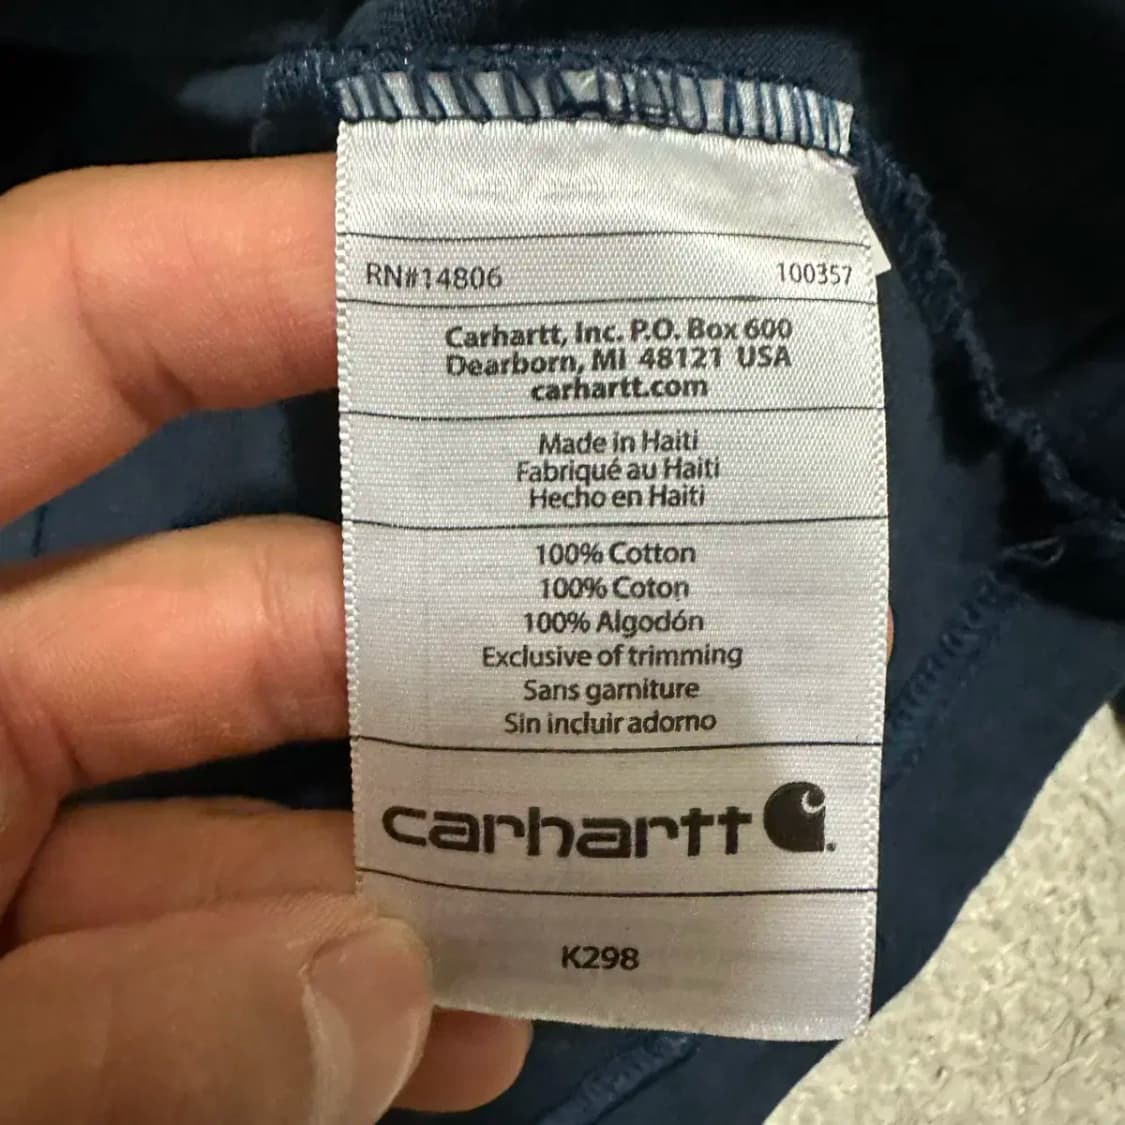 RN#14806 100357
Carhartt, Inc. P.O. Box 600
Dearborn, MI 48121 USA
carhartt.com
Made in Haiti
Fabriqué au Haiti
Hecho en Haiti
100% Cotton
100% Coton
100% Algodón
Exclusive of trimming
Sans garniture
Sin incluir adorno
carhartt
K298